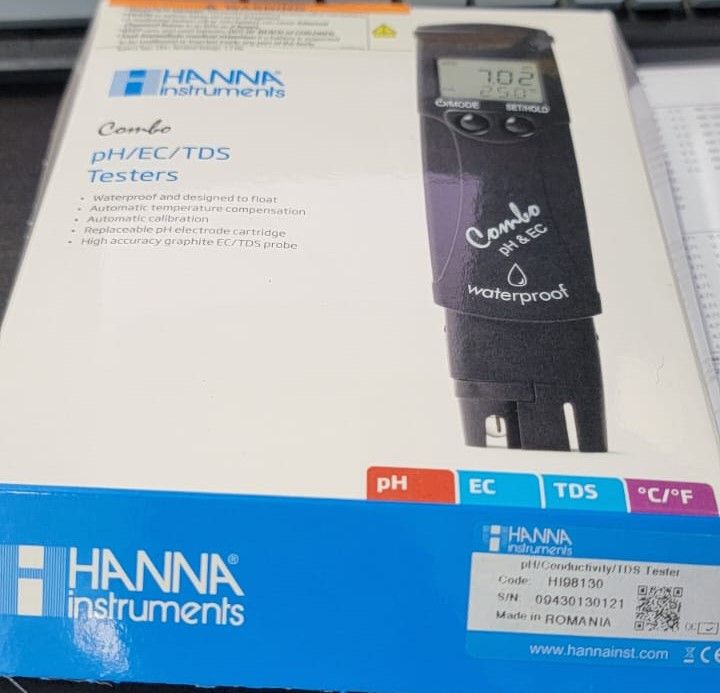 WARNING
HANNA
instruments
Combo
pH/EC/TDS
Testers
• Waterproof and designed to float
• Automatic temperature compensation
• Automatic calibration
• Replaceable pH electrode cartridge
• High accuracy graphite EC/TDS probe
7.02
25.0°
MODE
SET/HOLD
Combo
pH & EC
waterproof
pH
EC
TDS
°C/°F
HANNA®
instruments
HANNA
instruments
pH/Conductivity/TDS Tester
Code: HI98130
S/N: 09430130121
Made in ROMANIA
www.hannainst.com
CE